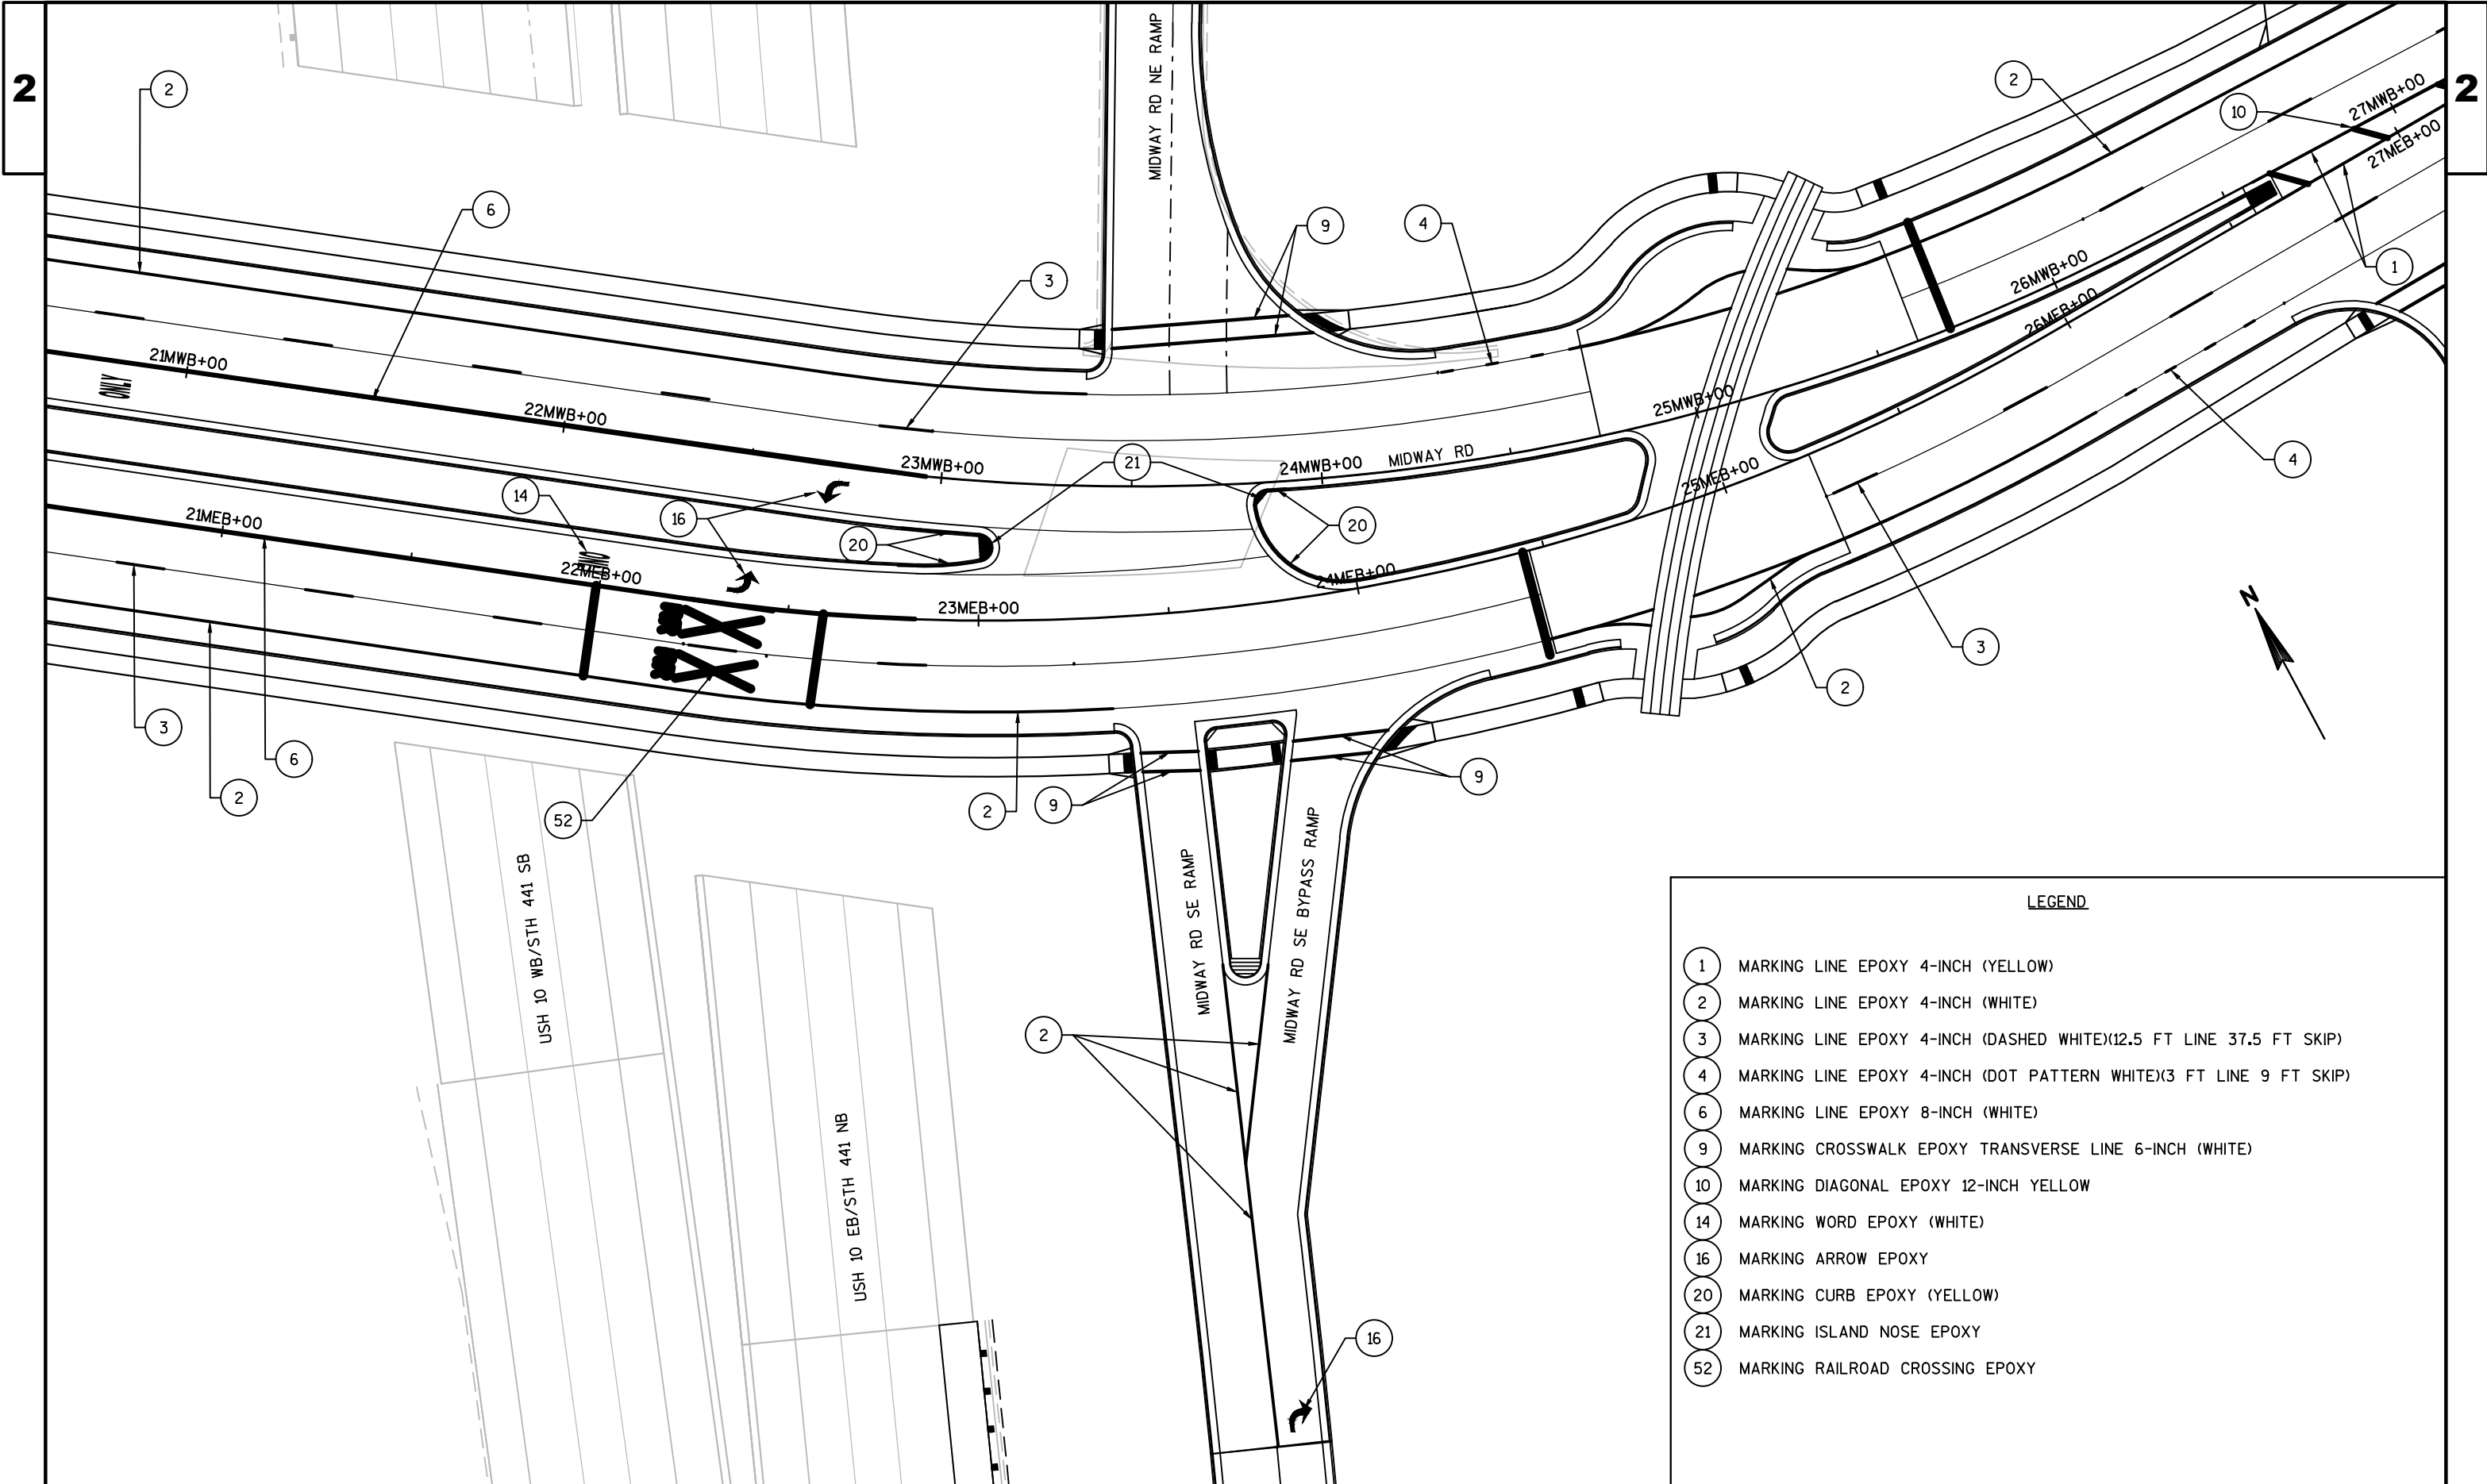 2
2
2
2
10
6
9
4
3
1
MIDWAY RD NE RAMP
27MWB+00
27MEB+00
26MWB+00
26MEB+00
21MWB+00
ONLY
22MWB+00
23MWB+00
24MWB+00
MIDWAY RD
25MWB+00
25MEB+00
21
14
16
20
20
4
21MEB+00
22MEB+00
23MEB+00
24MEB+00
N
3
2
3
6
2
52
2
9
9
USH 10 WB/STH 441 SB
USH 10 EB/STH 441 NB
MIDWAY RD SE RAMP
MIDWAY RD SE BYPASS RAMP
2
16
LEGEND
1 MARKING LINE EPOXY 4-INCH (YELLOW)
2 MARKING LINE EPOXY 4-INCH (WHITE)
3 MARKING LINE EPOXY 4-INCH (DASHED WHITE)(12.5 FT LINE 37.5 FT SKIP)
4 MARKING LINE EPOXY 4-INCH (DOT PATTERN WHITE)(3 FT LINE 9 FT SKIP)
6 MARKING LINE EPOXY 8-INCH (WHITE)
9 MARKING CROSSWALK EPOXY TRANSVERSE LINE 6-INCH (WHITE)
10 MARKING DIAGONAL EPOXY 12-INCH YELLOW
14 MARKING WORD EPOXY (WHITE)
16 MARKING ARROW EPOXY
20 MARKING CURB EPOXY (YELLOW)
21 MARKING ISLAND NOSE EPOXY
52 MARKING RAILROAD CROSSING EPOXY